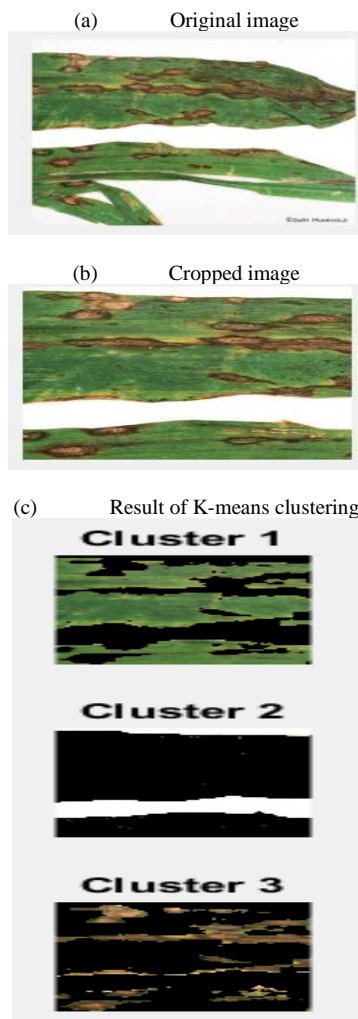 (a) Original image
(b) Cropped image
(c) Result of K-means clustering
Cluster 1
Cluster 2
Cluster 3